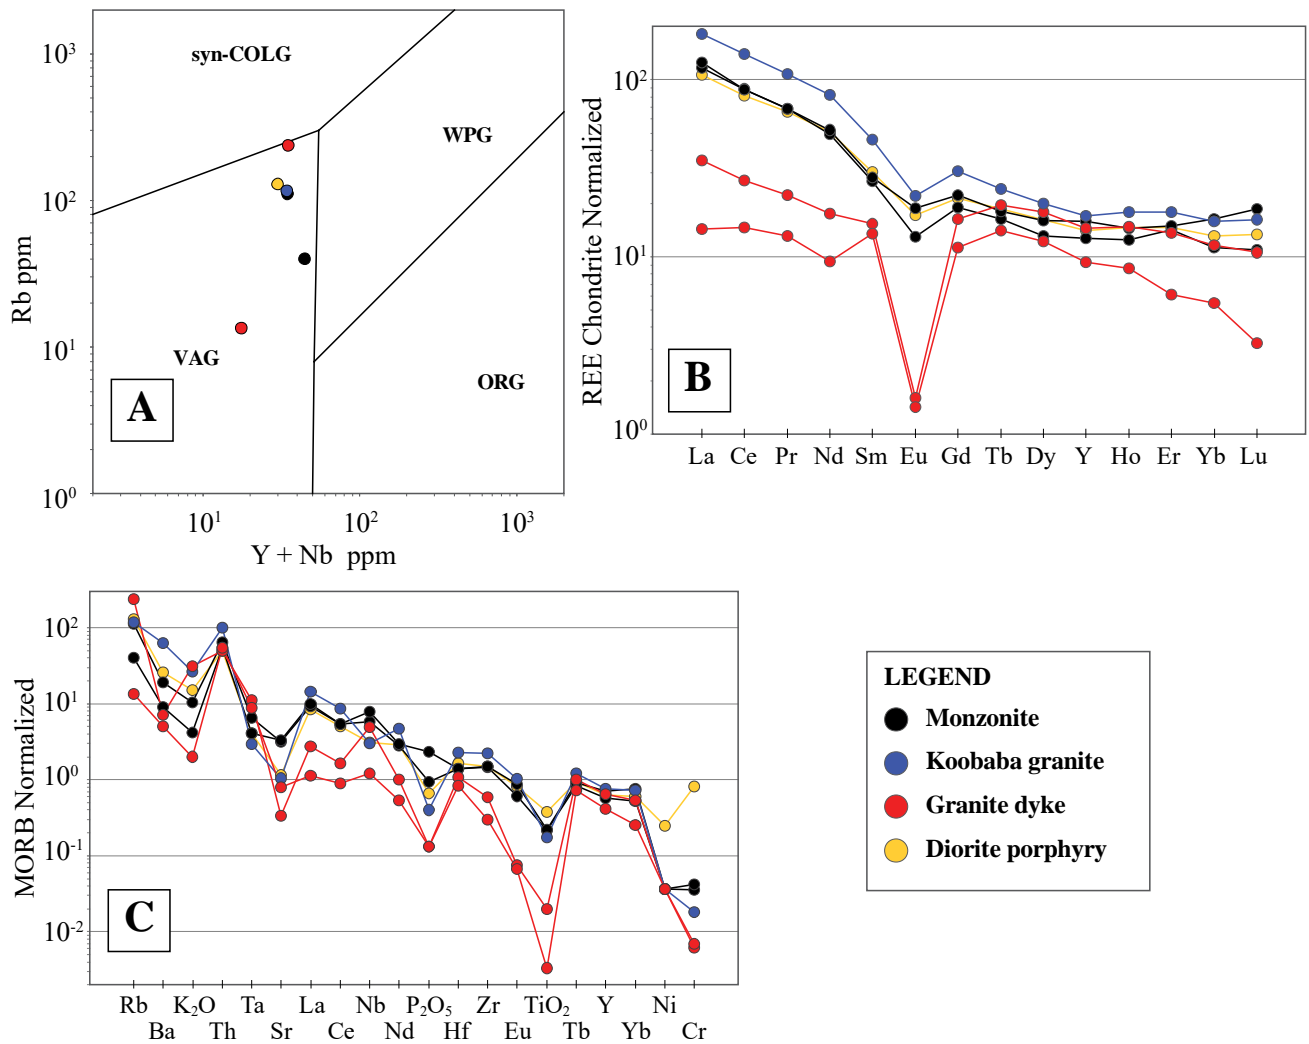 10³
10²
10¹
10⁰
Rb ppm
syn-COLG
WPG
VAG
ORG
A
10¹ 10² 10³
Y + Nb ppm
10²
10¹
10⁰
REE Chondrite Normalized
B
La Ce Pr Nd Sm Eu Gd Tb Dy Y Ho Er Yb Lu
10²
10¹
10⁰
10⁻¹
10⁻²
MORB Normalized
C
Rb K₂O Ta La Nb P₂O₅ Zr TiO₂ Y Ni
Ba Th Sr Ce Nd Hf Eu Tb Yb Cr
LEGEND
Monzonite
Koobaba granite
Granite dyke
Diorite porphyry